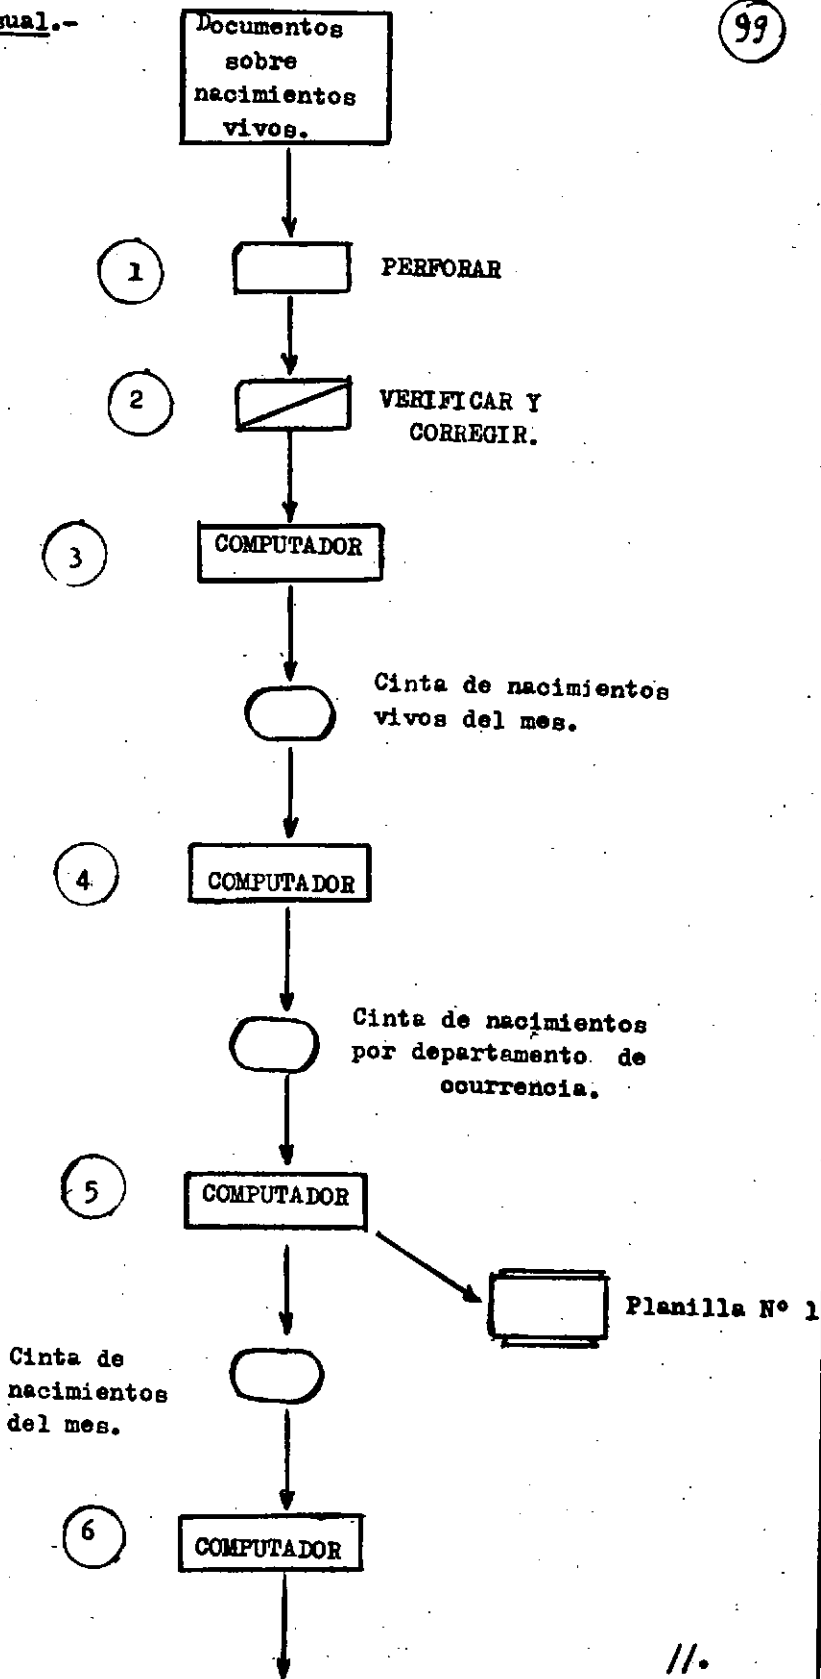 99
Documentos
sobre
nacimientos
vivos.
1
PERFORAR
2
VERIFICAR Y
CORREGIR.
3
COMPUTADOR
Cinta de nacimientos
vivos del mes.
4
COMPUTADOR
Cinta de nacimientos
por departamento de
ocurrencia.
5
COMPUTADOR
Planilla Nº 1
Cinta de
nacimientos
del mes.
6
COMPUTADOR
//.